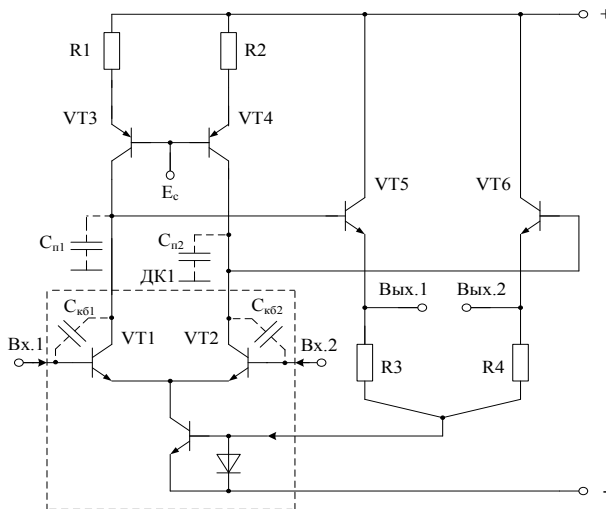 +
R1
R2
VT3
VT4
Eс
VT5
VT6
Cп1
Cп2
ДК1
Вых.1
Вых.2
Cкб1
Cкб2
Вх.1
VT1
VT2
Вх.2
R3
R4
-